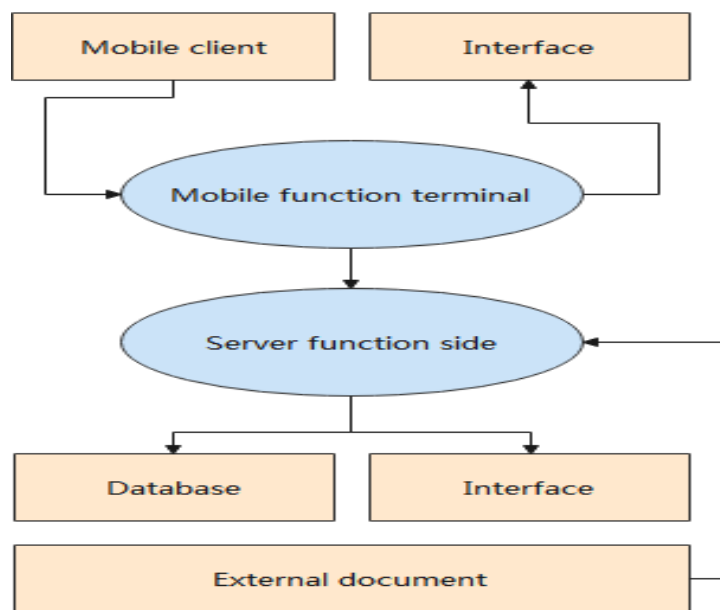 Mobile client
Interface
Mobile function terminal
Server function side
Database
Interface
External document